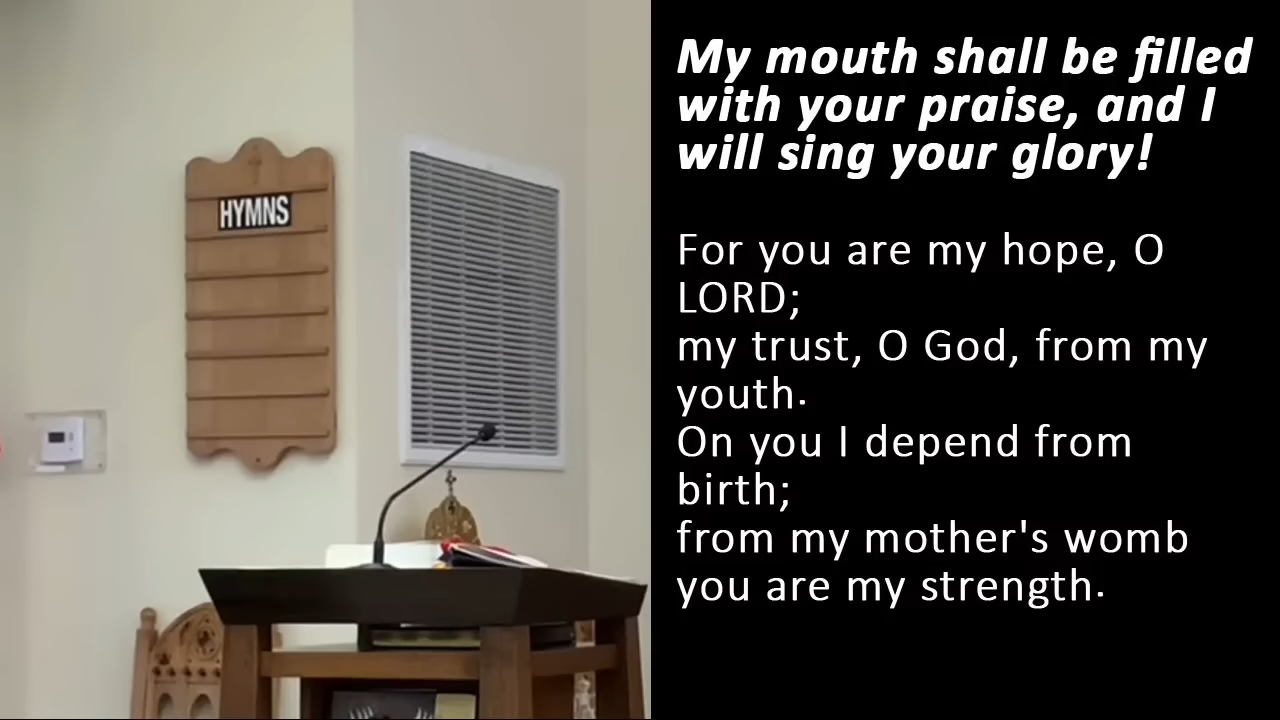 HYMNS
My mouth shall be filled
with your praise, and I
will sing your glory!
For you are my hope, O
LORD;
my trust, O God, from my
youth.
On you I depend from
birth;
from my mother's womb
you are my strength.